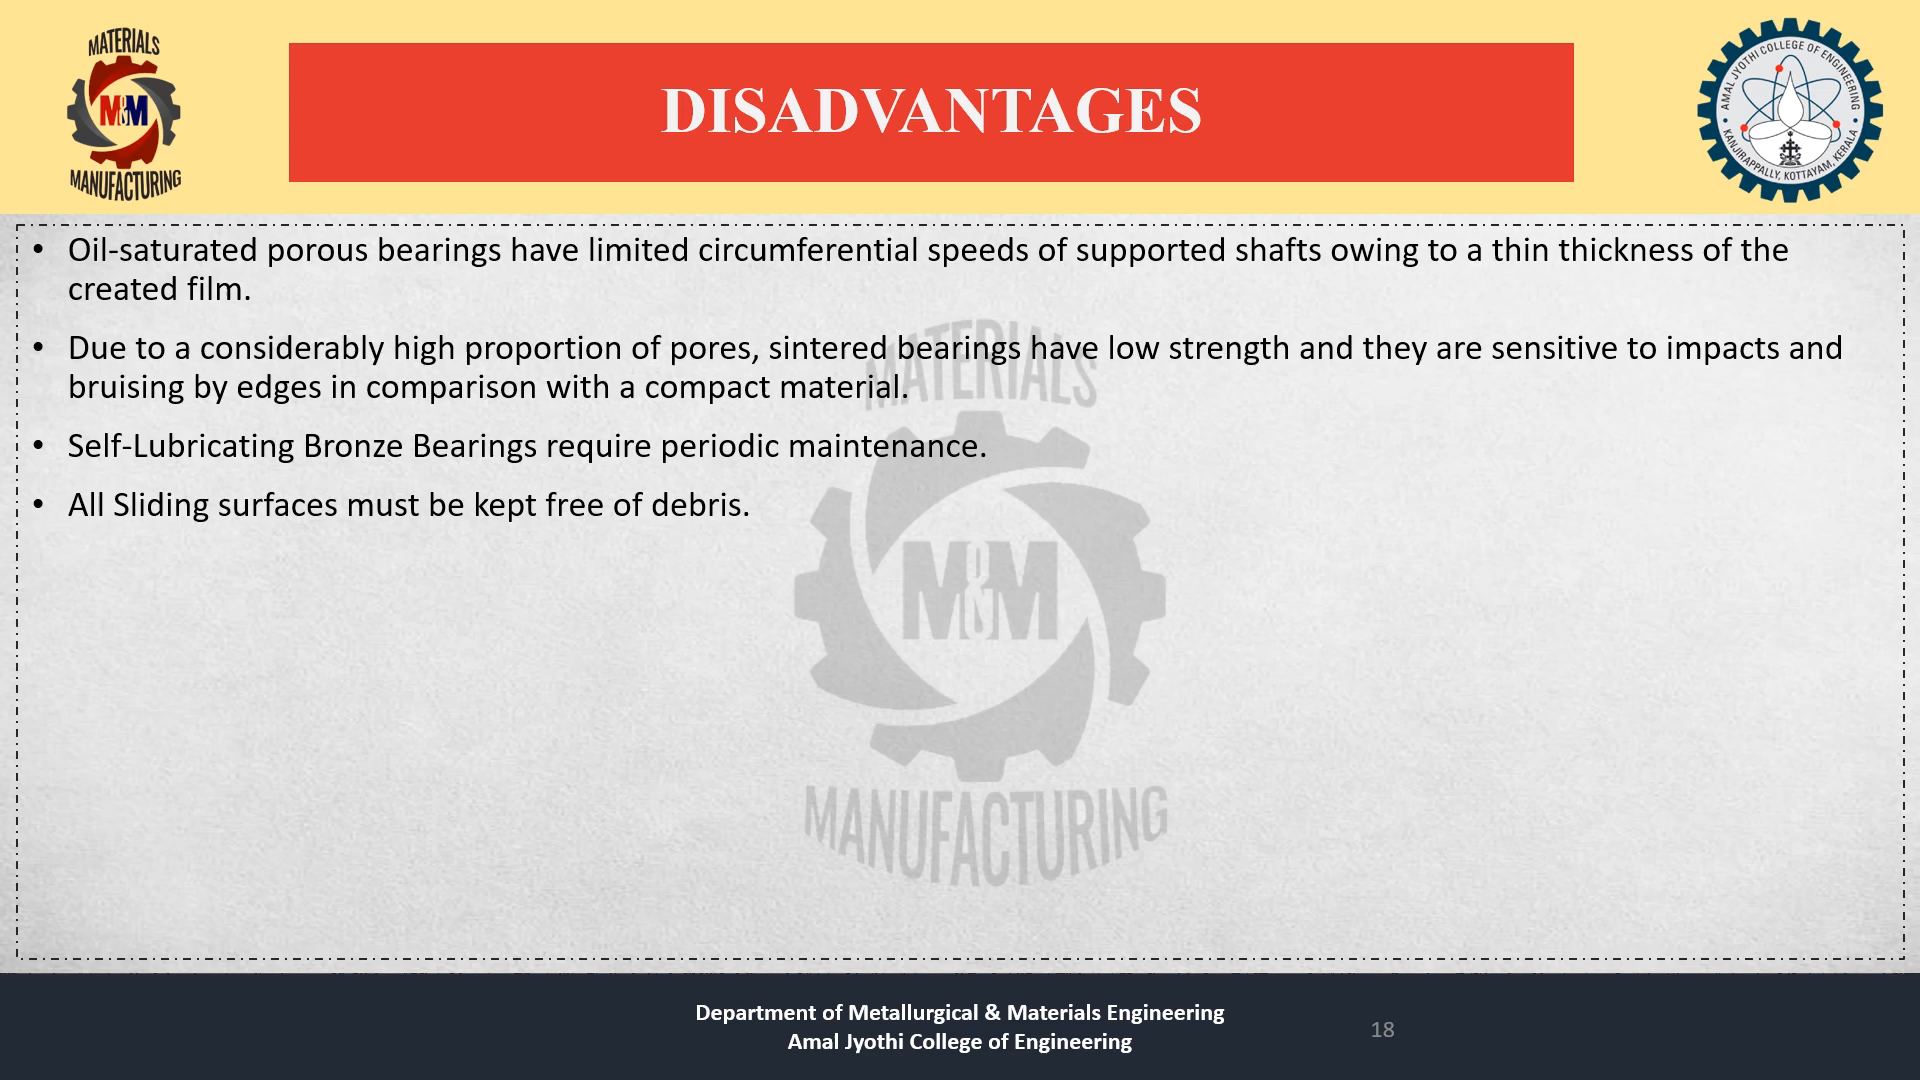 MATERIALS
M&M
MANUFACTURING
DISADVANTAGES
AMAL JYOTHI COLLEGE OF ENGINEERING
KANJIRAPPALLY, KOTTAYAM, KERALA
• Oil-saturated porous bearings have limited circumferential speeds of supported shafts owing to a thin thickness of the
created film.
• Due to a considerably high proportion of pores, sintered bearings have low strength and they are sensitive to impacts and
bruising by edges in comparison with a compact material.
• Self-Lubricating Bronze Bearings require periodic maintenance.
• All Sliding surfaces must be kept free of debris.
MATERIALS
M&M
MANUFACTURING
Department of Metallurgical & Materials Engineering
Amal Jyothi College of Engineering
18